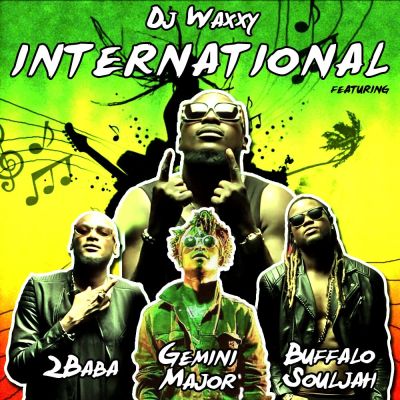 DJ WAXXY
INTERNATIONAL
FEATURING
2BABA
GEMINI
MAJOR
BUFFALO
SOULJAH